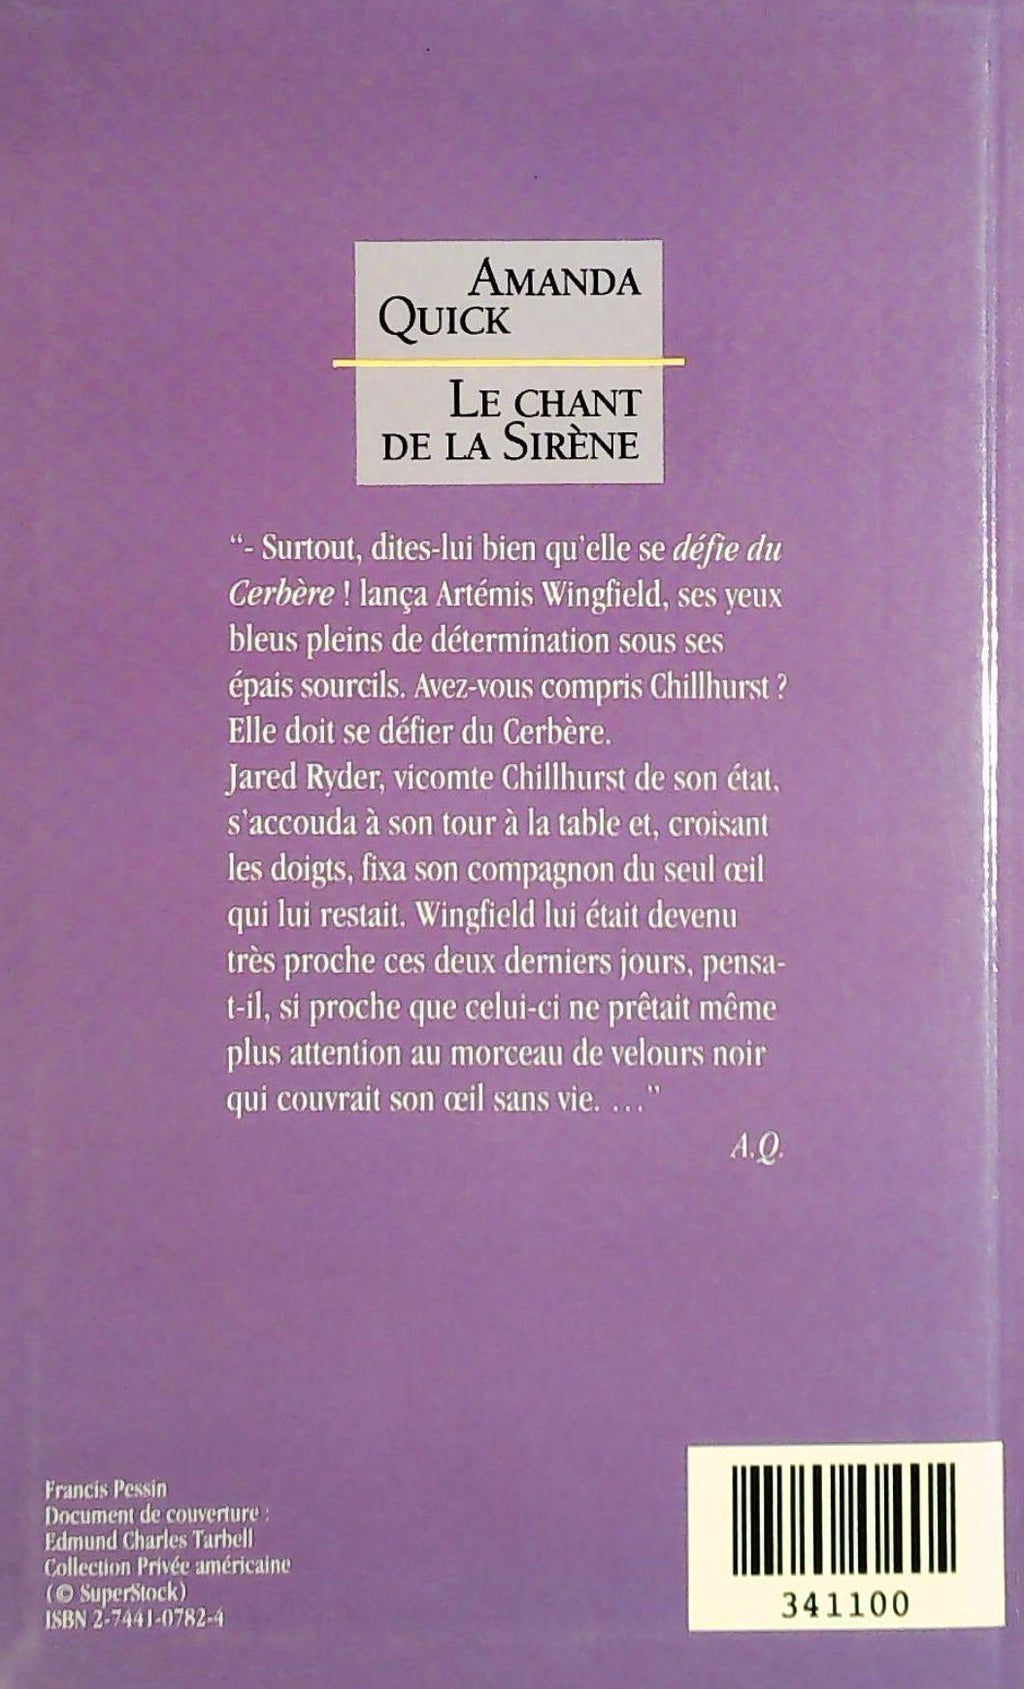 AMANDA
QUICK
LE CHANT
DE LA SIRÈNE
“- Surtout, dites-lui bien qu'elle se défie du
Cerbère ! lança Artémis Wingfield, ses yeux
bleus pleins de détermination sous ses
épais sourcils. Avez-vous compris Chillhurst ?
Elle doit se défier du Cerbère.
Jared Ryder, vicomte Chillhurst de son état,
s'accouda à son tour à la table et, croisant
les doigts, fixa son compagnon du seul œil
qui lui restait. Wingfield lui était devenu
très proche ces deux derniers jours, pensa-
t-il, si proche que celui-ci ne prêtait même
plus attention au morceau de velours noir
qui couvrait son œil sans vie. …”
A.Q.
Francis Pessin
Document de couverture :
Edmund Charles Tarbell
Collection Privée américaine
(© SuperStock)
ISBN 2-7441-0782-4
341100